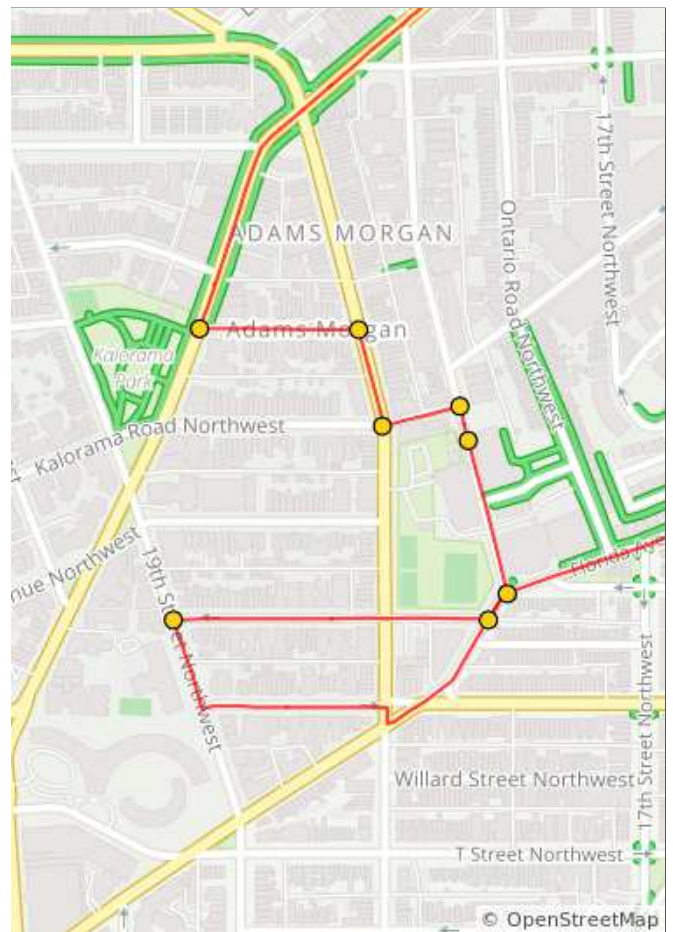 17th Street Northwest
ADAMS MORGAN
Ontario Road Northwest
Adams Morgan
Kalorama
Park
Kalorama Road Northwest
nue Northwest
Florida Ave
19th Street Northwest
17th Street Northwest
Willard Street Northwest
T Street Northwest
© OpenStreetMap